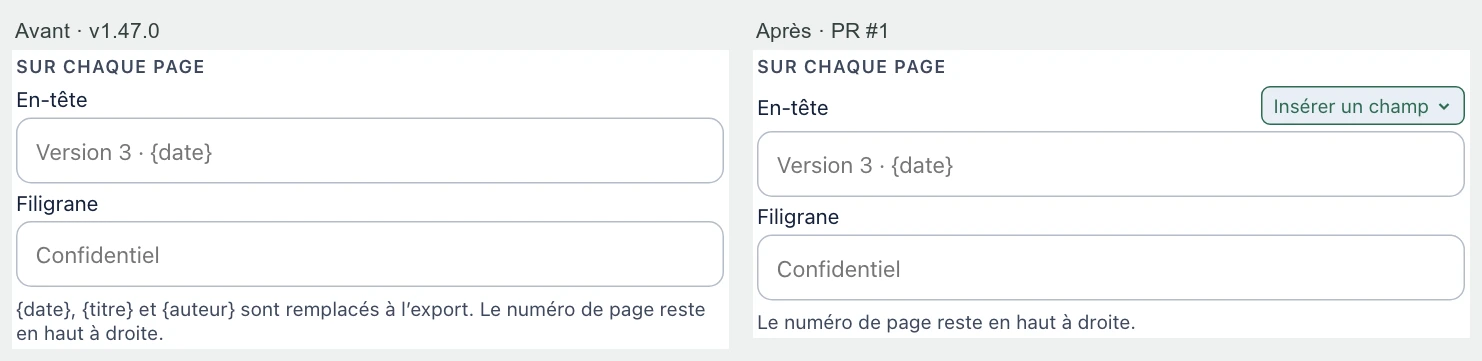 Avant · v1.47.0
SUR CHAQUE PAGE
En-tête
Version 3 · {date}
Filigrane
Confidentiel
{date}, {titre} et {auteur} sont remplacés à l’export. Le numéro de page reste
en haut à droite.
Après · PR #1
SUR CHAQUE PAGE
En-tête
Insérer un champ
Version 3 · {date}
Filigrane
Confidentiel
Le numéro de page reste en haut à droite.